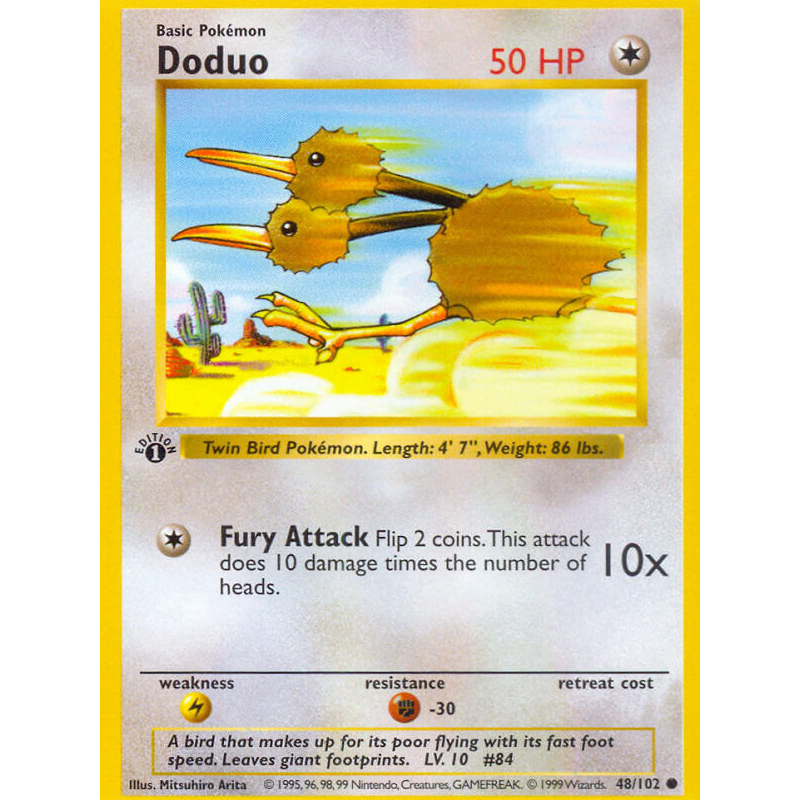 Basic Pokémon
Doduo 50 HP
EDITION
1
Twin Bird Pokémon. Length: 4' 7", Weight: 86 lbs.
Fury Attack Flip 2 coins. This attack
does 10 damage times the number of
heads.
10x
weakness resistance retreat cost
-30
A bird that makes up for its poor flying with its fast foot
speed. Leaves giant footprints. LV. 10 #84
Illus. Mitsuhiro Arita © 1995, 96, 98, 99 Nintendo, Creatures, GAMEFREAK. © 1999 Wizards. 48/102